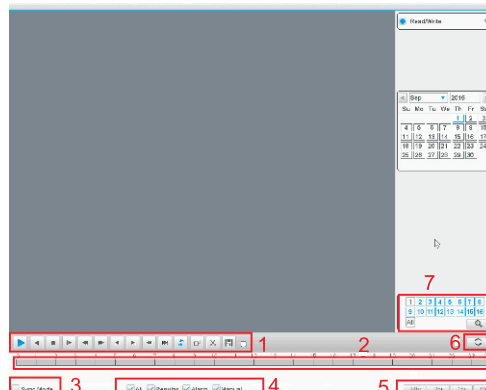 Read/Write
Sep 2016
Su Mo Tu We Th Fr
1 2 3
4 5 6 7 8 9 10
11 12 13 14 15 16 17
18 19 20 21 22 23 24
25 26 27 28 29 30
7
1 2 3 4 5 6 7 8
9 10 11 12 13 14 15 16
All
1
2
6
Sync Mode
3
All Regular Alarm Manual
4
5